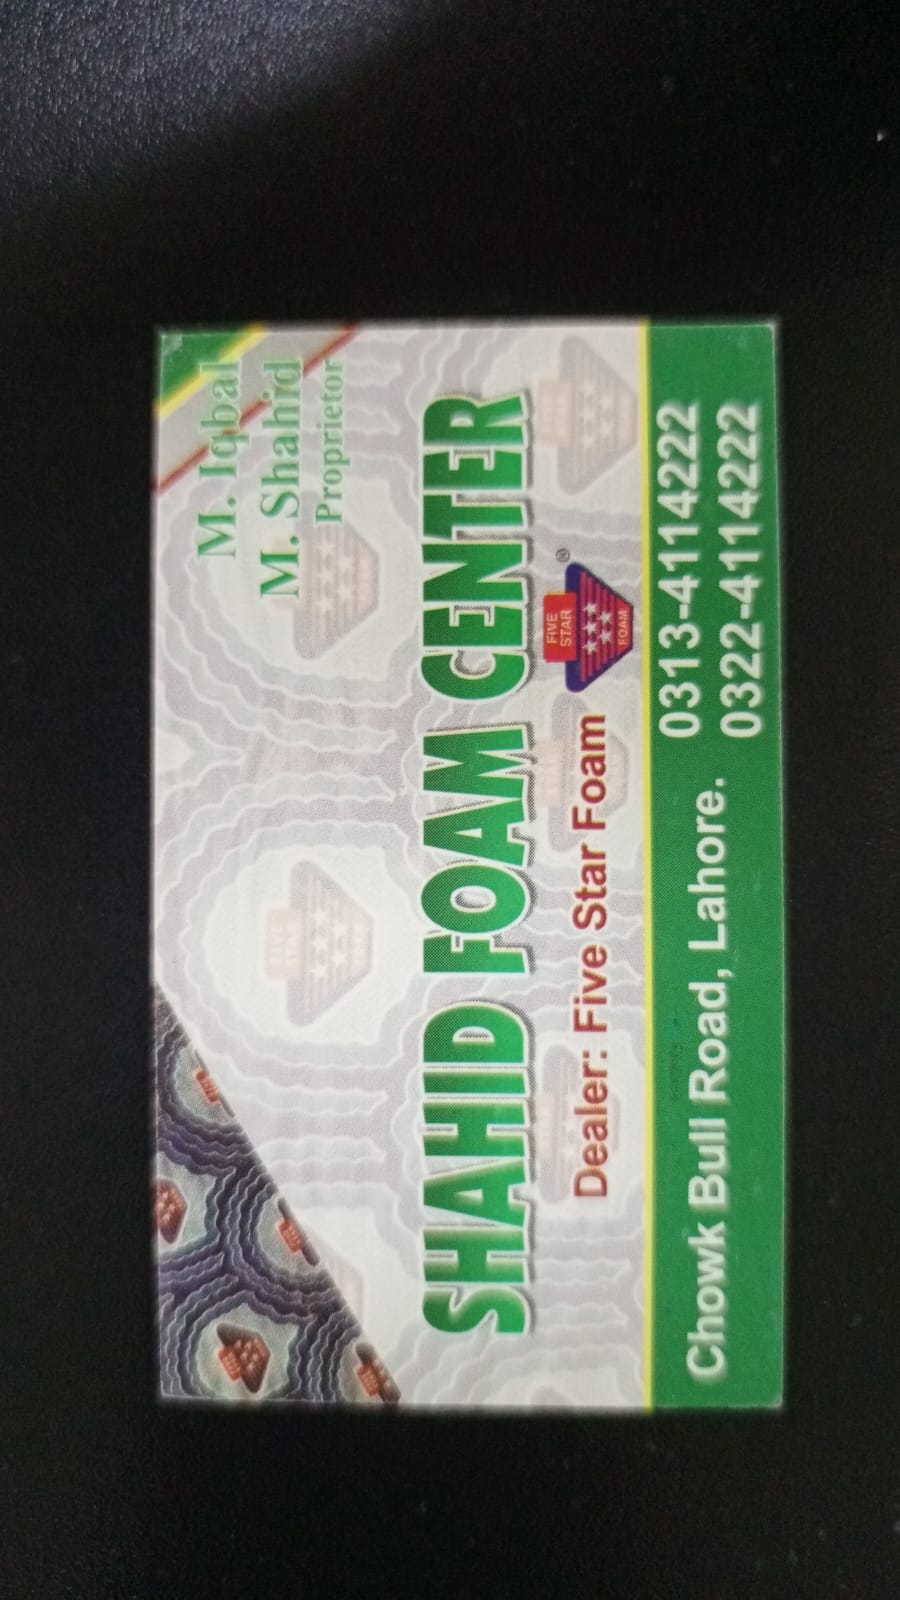 M. Iqbal
M. Shahid
Proprietor
SHAHID FOAM CENTER
Dealer: Five Star Foam
FIVE
STAR
FOAM
®
Chowk Bull Road, Lahore.
0313-4114222
0322-4114222